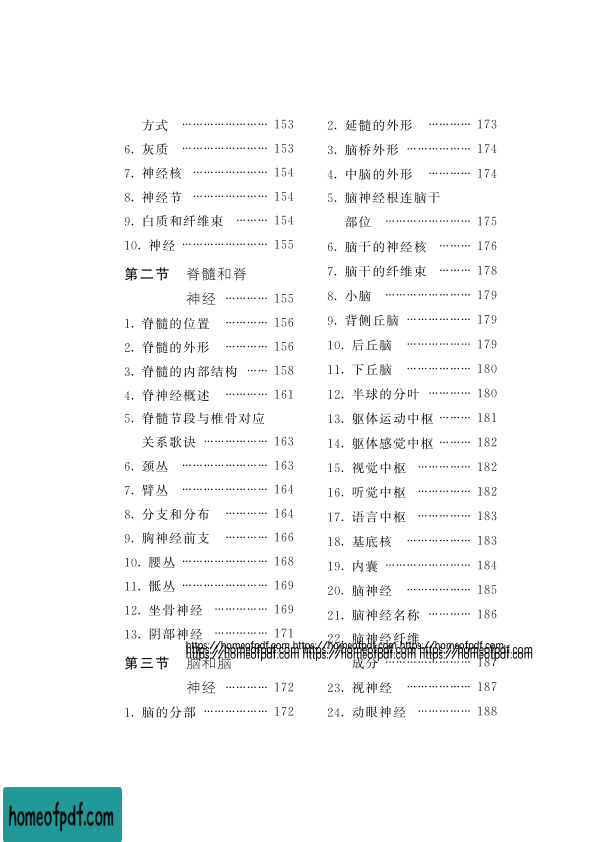 方式 …………………… 153
6. 灰质 …………………… 153
7. 神经核 ………………… 154
8. 神经节 ………………… 154
9. 白质和纤维束 ……… 154
10. 神经 …………………… 155
第二节 脊髓和脊
神经 ………… 155
1. 脊髓的位置 ………… 156
2. 脊髓的外形 ………… 156
3. 脊髓的内部结构 …… 158
4. 脊神经概述 ………… 161
5. 脊髓节段与椎骨对应
关系歌诀 ……………… 163
6. 颈丛 …………………… 163
7. 臂丛 …………………… 164
8. 分支和分布 ………… 164
9. 胸神经前支 ………… 166
10. 腰丛 …………………… 168
11. 骶丛 …………………… 169
12. 坐骨神经 …………… 169
13. 阴部神经 …………… 171
第三节 脑和脑
神经 ………… 172
1. 脑的分部 ……………… 172
2. 延髓的外形 ………… 173
3. 脑桥外形 ……………… 174
4. 中脑的外形 ………… 174
5. 脑神经根连脑干
部位 …………………… 175
6. 脑干的神经核 ……… 176
7. 脑干的纤维束 ……… 178
8. 小脑 …………………… 179
9. 背侧丘脑 ……………… 179
10. 后丘脑 ……………… 179
11. 下丘脑 ……………… 180
12. 半球的分叶 ………… 180
13. 躯体运动中枢 ……… 181
14. 躯体感觉中枢 ……… 182
15. 视觉中枢 …………… 182
16. 听觉中枢 …………… 182
17. 语言中枢 …………… 183
18. 基底核 ……………… 183
19. 内囊 …………………… 184
20. 脑神经 ……………… 185
21. 脑神经名称 ………… 186
22. 脑神经纤维
成分 …………………… 187
23. 视神经 ……………… 187
24. 动眼神经 …………… 188
https://homeofpdf.com https://homeofpdf.com https://homeofpdf.com
https://homeofpdf.com https://homeofpdf.com https://homeofpdf.com
homeofpdf.com